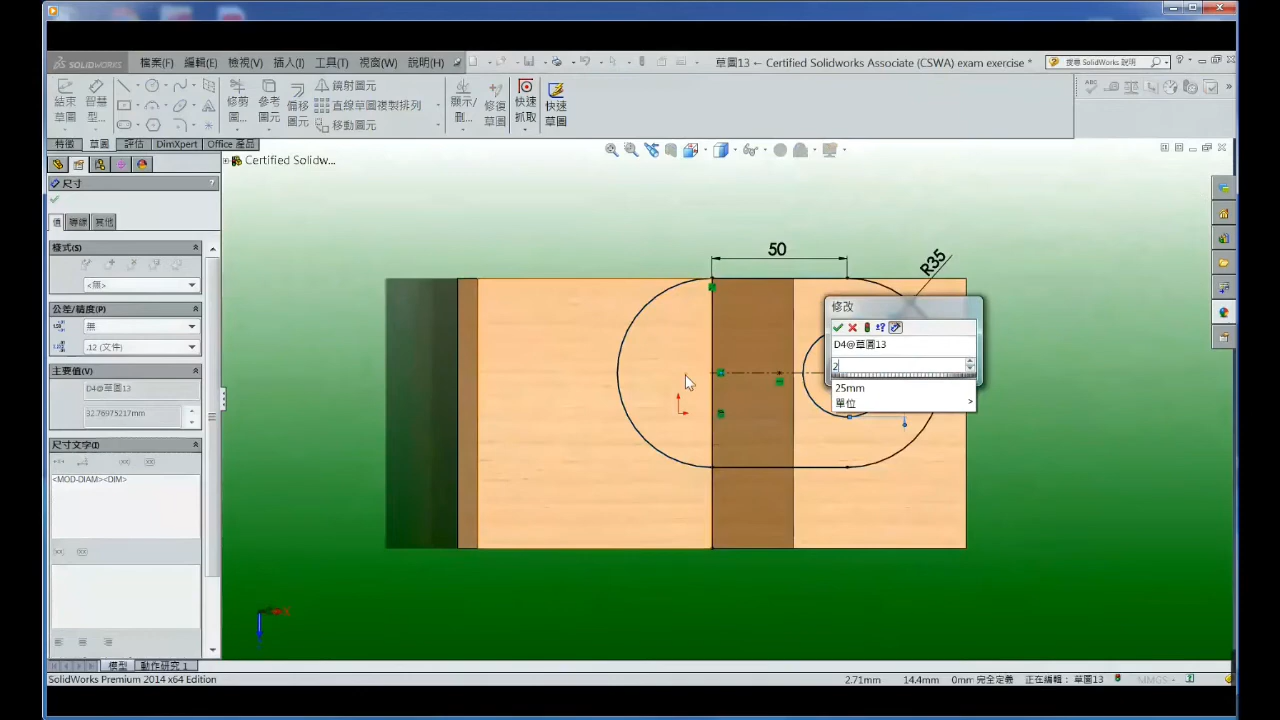 SOLIDWORKS 檔案(F) 編輯(E) 檢視(V) 插入(I) 工具(T) 視窗(W) 說明(H) 草圖13 ← Certified Solidworks Associate (CSWA) exam exercise * 搜尋 SolidWorks 說明
結束草圖 智慧型... 修剪圖... 參考圖元 偏移圖元 鏡射圖元 直線草圖複製排列 移動圖元 顯示/刪... 修復草圖 快速抓取 快速草圖
特徵 草圖 評估 DimXpert Office 產品
Certified Solidw...
尺寸 ?
值 導線 其他
樣式(S)
<無>
公差/精度(P)
無
.12 (文件)
主要值(V)
D4@草圖13
32.76975217mm
尺寸文字(I)
<MOD-DIAM><DIM>
50
R35
修改
D4@草圖13
2
25mm
單位
模型 動作研究 1
SolidWorks Premium 2014 x64 Edition 2.71mm 14.4mm 0mm 完全定義 正在編輯: 草圖13 MMGS